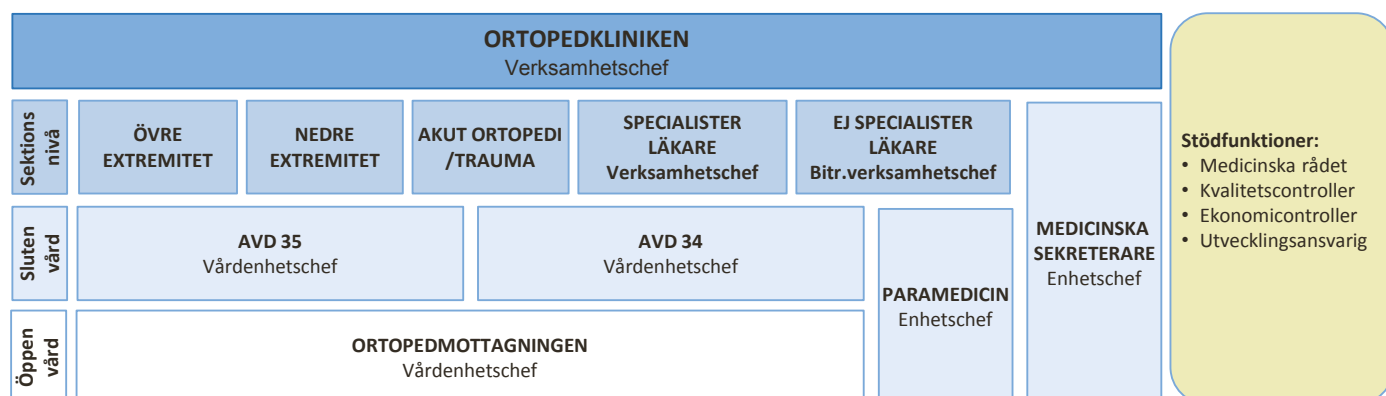 ORTOPEDKLINIKEN
Verksamhetschef
Sektions
nivå
ÖVRE
EXTREMITET
NEDRE
EXTREMITET
AKUT ORTOPEDI
/TRAUMA
SPECIALISTER
LÄKARE
Verksamhetschef
EJ SPECIALISTER
LÄKARE
Bitr.verksamhetschef
Sluten
vård
AVD 35
Vårdenhetschef
AVD 34
Vårdenhetschef
PARAMEDICIN
Enhetschef
MEDICINSKA
SEKRETERARE
Enhetschef
Öppen
vård
ORTOPEDMOTTAGNINGEN
Vårdenhetschef
Stödfunktioner:
• Medicinska rådet
• Kvalitetscontroller
• Ekonomicontroller
• Utvecklingsansvarig